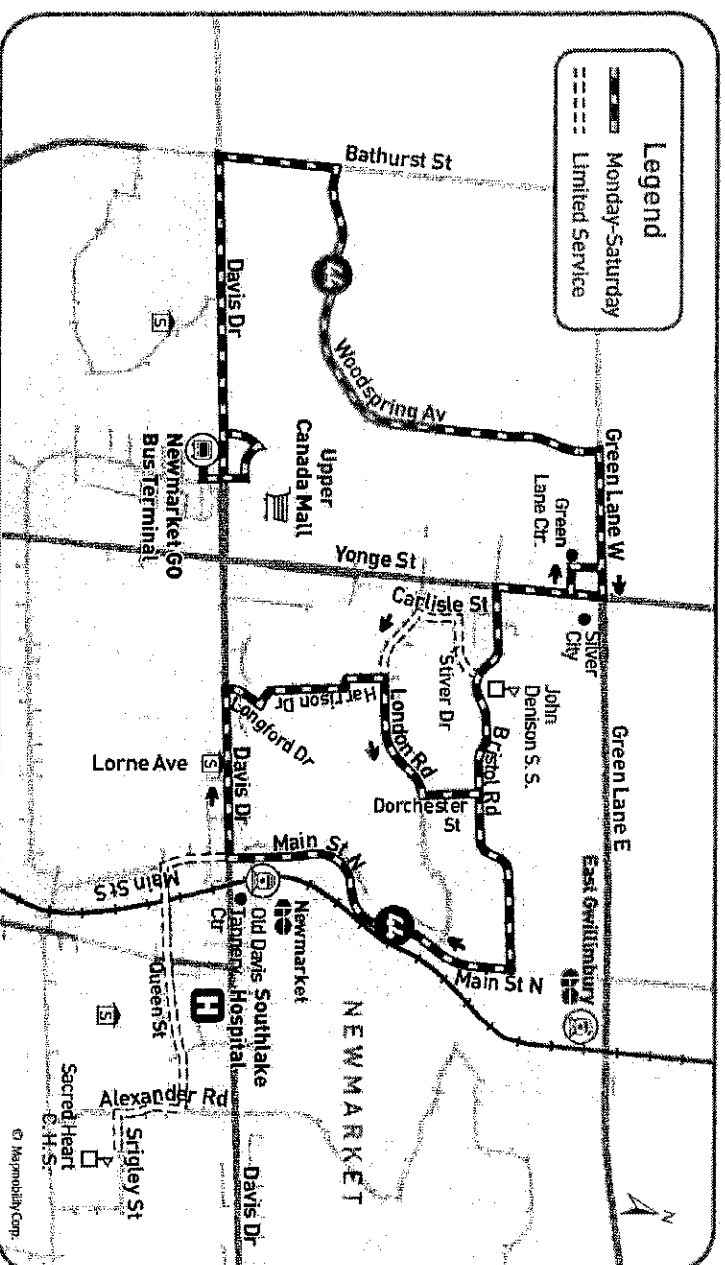 Legend
Monday-Saturday
Limited Service
Bathurst St
44
Woodspring Av
Green Lane W
Green
Lane Ctr.
Silver
City
Green Lane E
East Gwillimbury
N
Davis Dr
Upper
Canada Mall
Newmarket GO
Bus Terminal
Yonge St
Carlisle St
Stiver Dr
John
Denison S. S.
Bristol Rd
Harrison Dr
London Rd
Dorchester
St
Longford Dr
Lorne Ave
S
Davis Dr
Main St N
44
Main St N
Main St S
Newmarket
Old Davis
Tannery
Ctr
Southlake
Hospital
H
NEWMARKET
Queen St
S
S
Alexander Rd
Srigley St
Sacred Heart
C. H. S.
Davis Dr
© Mapmobility Corp.